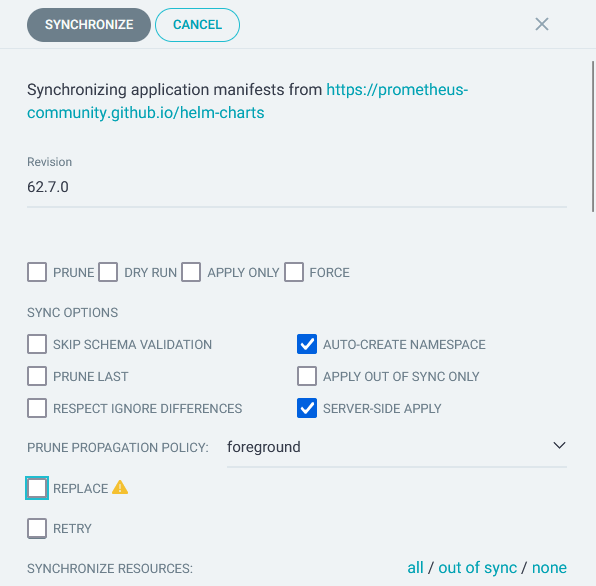 SYNCHRONIZE CANCEL
Synchronizing application manifests from https://prometheus-
community.github.io/helm-charts
Revision
62.7.0
PRUNE DRY RUN APPLY ONLY FORCE
SYNC OPTIONS
SKIP SCHEMA VALIDATION AUTO-CREATE NAMESPACE
PRUNE LAST APPLY OUT OF SYNC ONLY
RESPECT IGNORE DIFFERENCES SERVER-SIDE APPLY
PRUNE PROPAGATION POLICY: foreground
REPLACE
RETRY
SYNCHRONIZE RESOURCES: all / out of sync / none